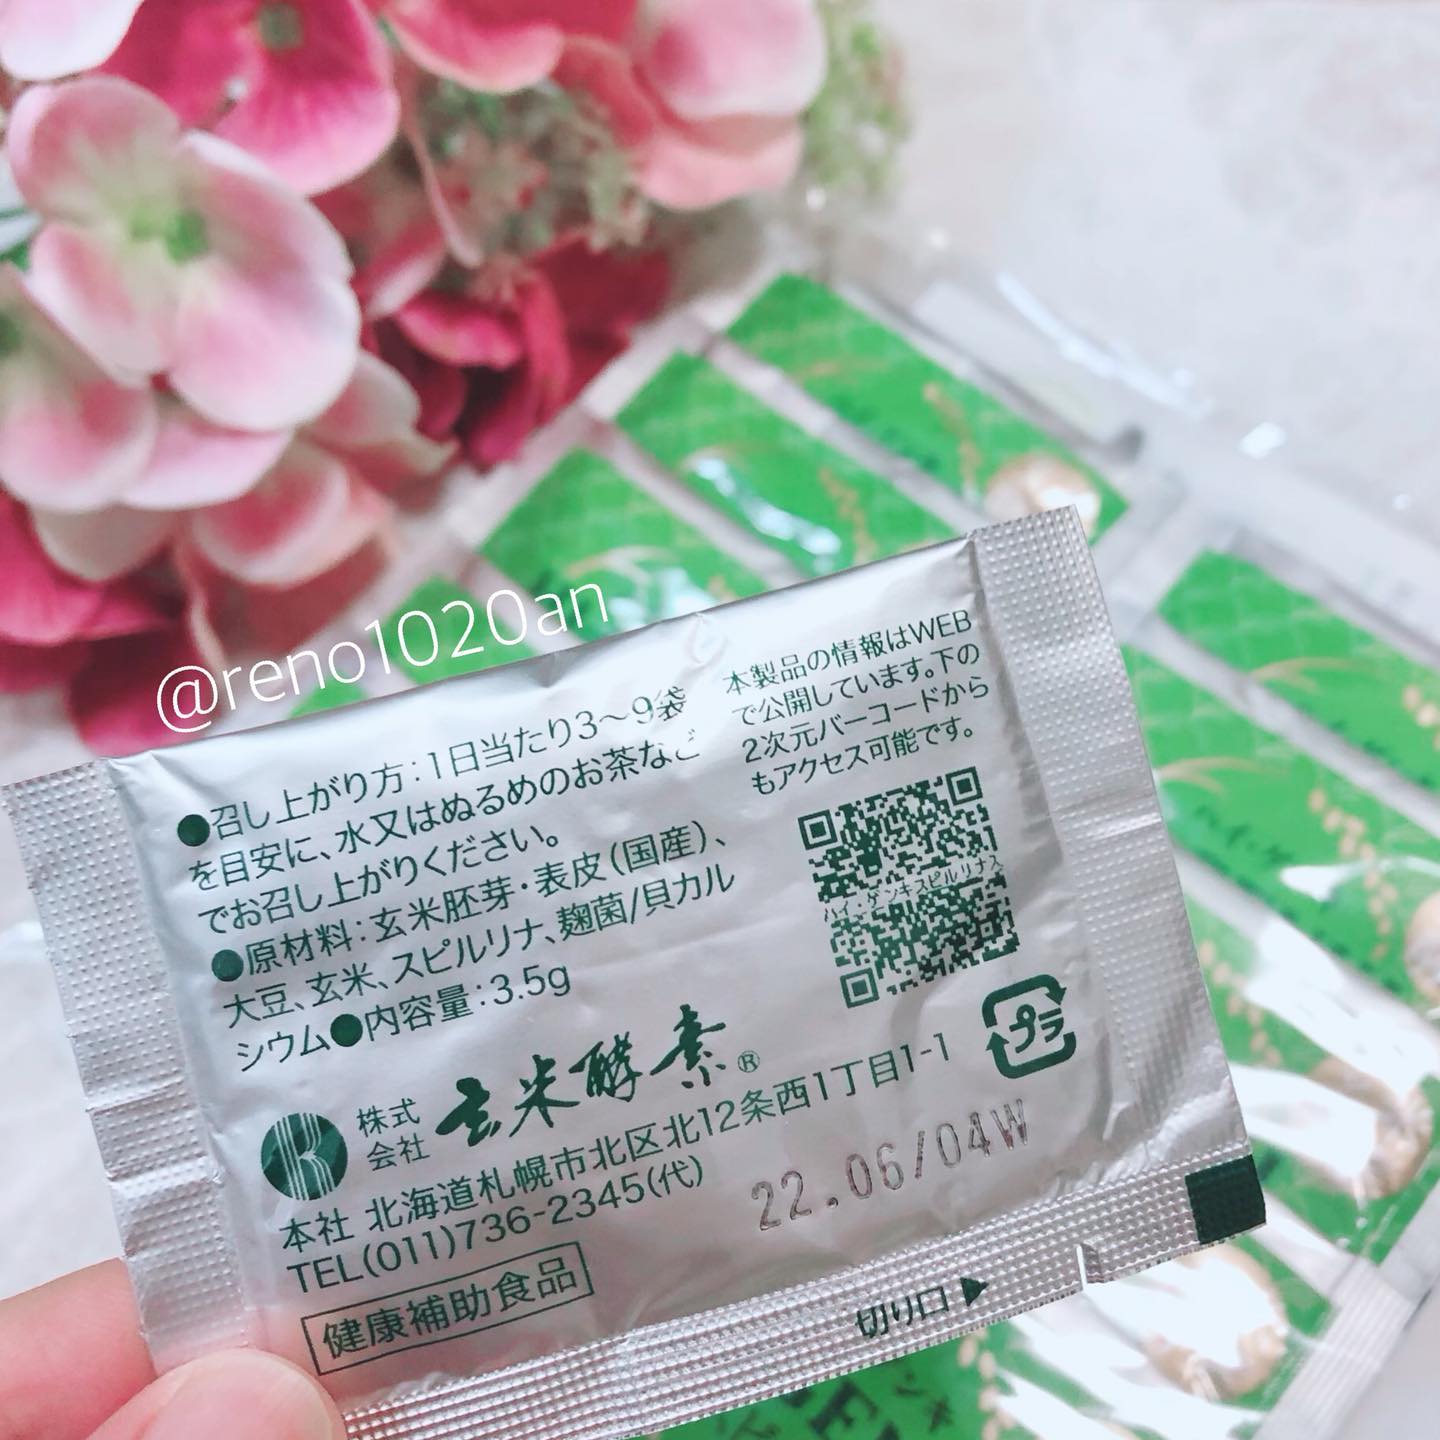 @reno1020an
●召し上がり方:1日当たり3〜9袋
を目安に、水又はぬるめのお茶など
でお召し上がりください。
●原材料:玄米胚芽・表皮(国産)、
大豆、玄米、スピルリナ、麹菌/貝カル
シウム●内容量:3.5g
本製品の情報はWEB
で公開しています。下の
2次元バーコードから
もアクセス可能です。
ハイ・ゲンキスピルリナス
プラ
株式
会社
玄米酵素®
本社 北海道札幌市北区北12条西1丁目1-1
TEL(011)736-2345(代)
22.06/04W
健康補助食品
切り口▶